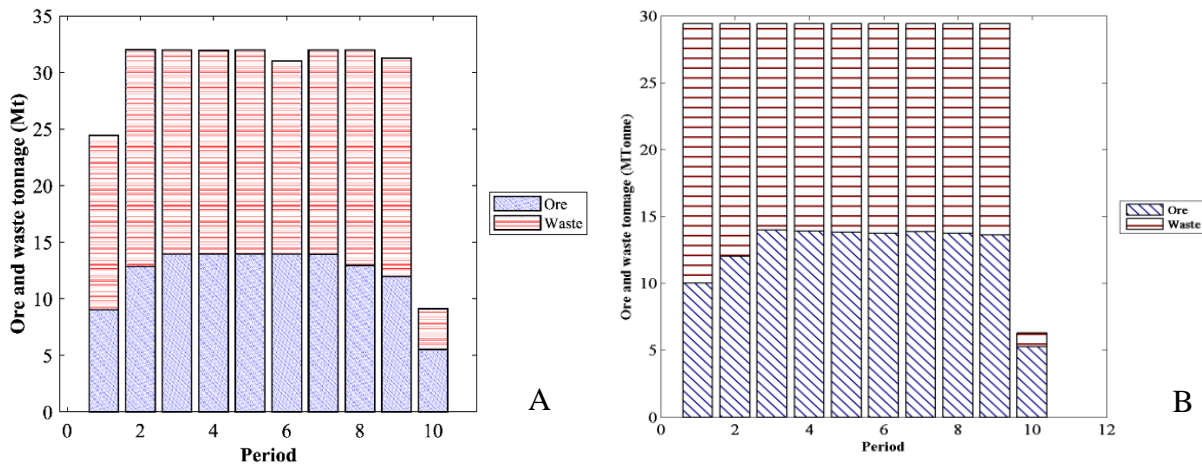 35
30
25
20
15
10
5
0
Ore and waste tonnage (Mt)
0 2 4 6 8 10
Period
Ore
Waste
A
30
25
20
15
10
5
0
Ore and waste tonnage (MTonne)
0 2 4 6 8 10 12
Period
Ore
Waste
B